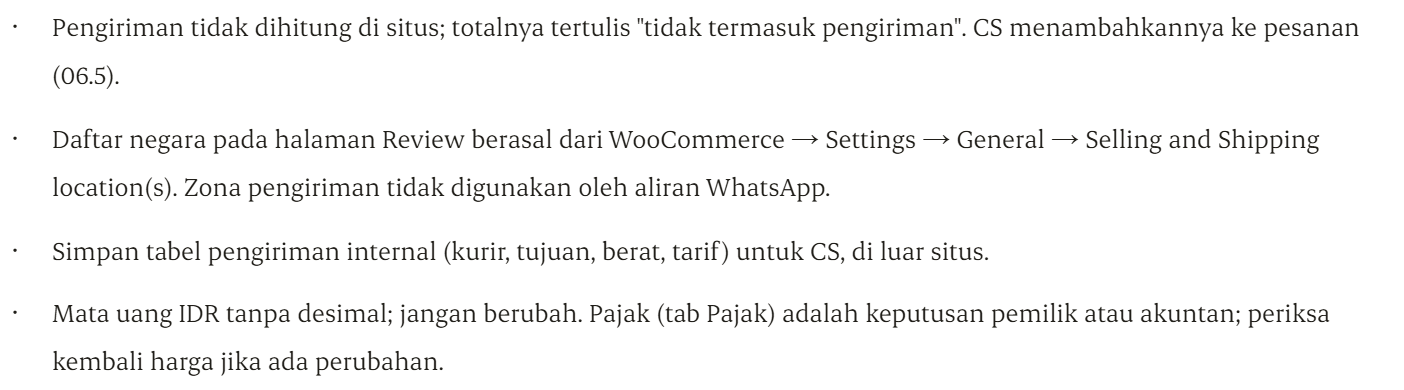 · Pengiriman tidak dihitung di situs; totalnya tertulis "tidak termasuk pengiriman". CS menambahkannya ke pesanan
(06.5).
· Daftar negara pada halaman Review berasal dari WooCommerce → Settings → General → Selling and Shipping
location(s). Zona pengiriman tidak digunakan oleh aliran WhatsApp.
· Simpan tabel pengiriman internal (kurir, tujuan, berat, tarif) untuk CS, di luar situs.
· Mata uang IDR tanpa desimal; jangan berubah. Pajak (tab Pajak) adalah keputusan pemilik atau akuntan; periksa
kembali harga jika ada perubahan.